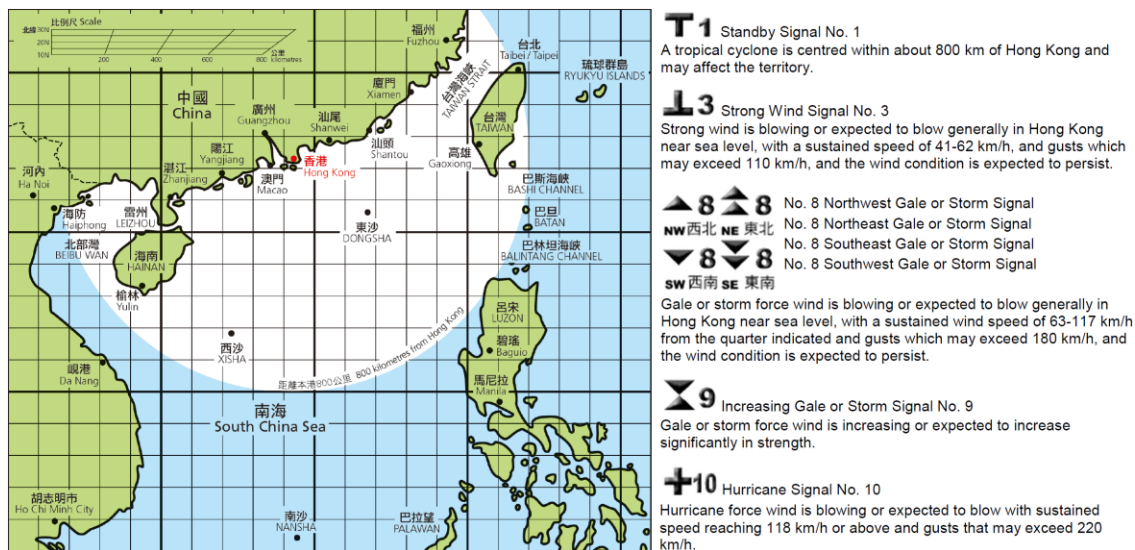 比例尺 Scale
北緯30N
20N
10N
0 200 400 600 800 公里
kilometres
福州
Fuzhou
台北
Taibei / Taipei
琉球群島
RYUKYU ISLANDS
台灣海峽
TAIWAN STRAIT
廈門
Xiamen
中國
China
廣州
Guangzhou
汕尾
Shanwei
台灣
TAIWAN
汕頭
Shantou
陽江
Yangjiang
香港
Hong Kong
高雄
Gaoxiong
河內
Ha Noi
湛江
Zhanjiang
澳門
Macao
巴斯海峽
BASHI CHANNEL
海防
Haiphong
雷州
LEIZHOU
東沙
DONGSHA
巴旦
BATAN
北部灣
BEIBU WAN
海南
HAINAN
巴林坦海峽
BALINTANG CHANNEL
榆林
Yulin
呂宋
LUZON
西沙
XISHA
碧瑤
Baguio
峴港
Da Nang
距離本港800公里 800 kilometres from Hong Kong
馬尼拉
Manila
南海
South China Sea
胡志明市
Ho Chi Minh City
南沙
NANSHA
巴拉望
PALAWAN
1 Standby Signal No. 1
A tropical cyclone is centred within about 800 km of Hong Kong and
may affect the territory.
3 Strong Wind Signal No. 3
Strong wind is blowing or expected to blow generally in Hong Kong
near sea level, with a sustained speed of 41-62 km/h, and gusts which
may exceed 110 km/h, and the wind condition is expected to persist.
8 8
NW 西北 NE 東北
8 8
SW 西南 SE 東南
No. 8 Northwest Gale or Storm Signal
No. 8 Northeast Gale or Storm Signal
No. 8 Southeast Gale or Storm Signal
No. 8 Southwest Gale or Storm Signal
Gale or storm force wind is blowing or expected to blow generally in
Hong Kong near sea level, with a sustained wind speed of 63-117 km/h
from the quarter indicated and gusts which may exceed 180 km/h, and
the wind condition is expected to persist.
9 Increasing Gale or Storm Signal No. 9
Gale or storm force wind is increasing or expected to increase
significantly in strength.
10 Hurricane Signal No. 10
Hurricane force wind is blowing or expected to blow with sustained
speed reaching 118 km/h or above and gusts that may exceed 220
km/h.